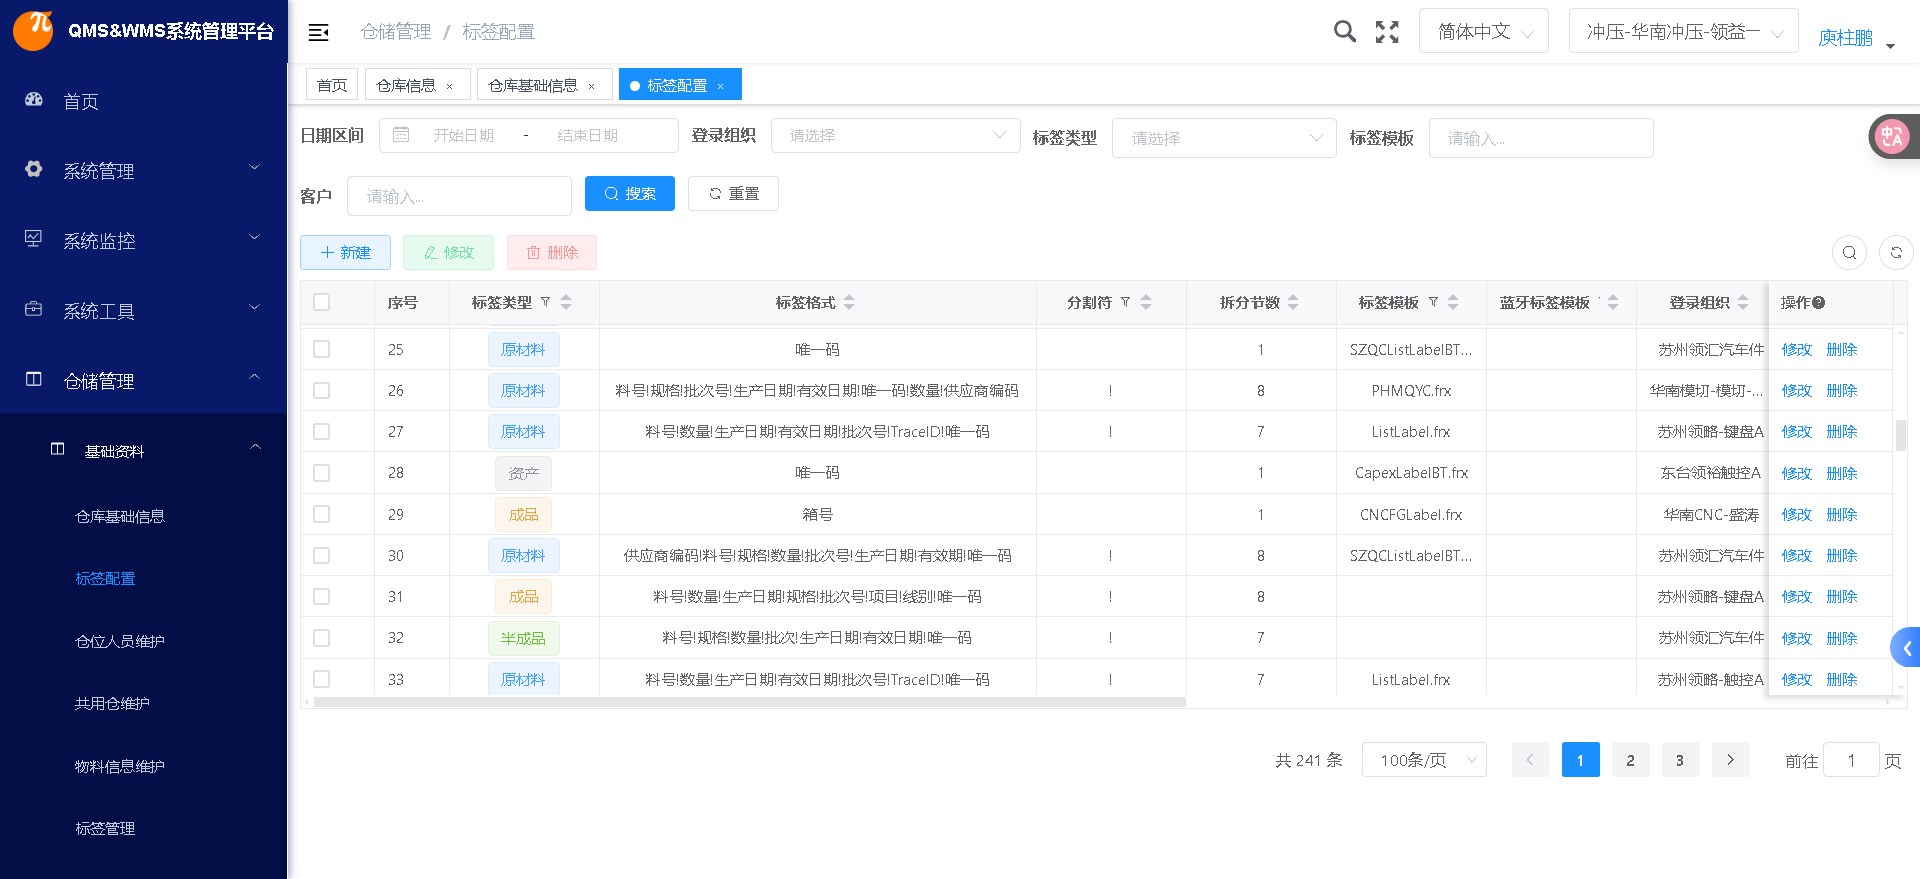 QMS&WMS系统管理平台
仓储管理 / 标签配置
简体中文
冲压-华南冲压-领益一
庾柱鹏
首页
仓库信息 ×
仓库基础信息 ×
标签配置 ×
首页
系统管理
系统监控
系统工具
仓储管理
基础资料
仓库基础信息
标签配置
仓位人员维护
共用仓维护
物料信息维护
标签管理
日期区间 开始日期 - 结束日期 登录组织 请选择 标签类型 请选择 标签模板 请输入...
客户 请输入... 搜索 重置
新建 修改 删除
序号 标签类型 标签格式 分割符 拆分节数 标签模板 蓝牙标签模板 登录组织 操作
25 原材料 唯一码 1 SZQCListLabelBT... 苏州领汇汽车件 修改 删除
26 原材料 料号!规格!批次号!生产日期!有效日期!唯一码!数量!供应商编码 ! 8 PHMQYC.frx 华南模切-模切-... 修改 删除
27 原材料 料号!数量!生产日期!有效日期!批次号!TraceID!唯一码 ! 7 ListLabel.frx 苏州领略-键盘A 修改 删除
28 资产 唯一码 1 CapexLabelBT.frx 东台领裕触控A 修改 删除
29 成品 箱号 1 CNCFGLabel.frx 华南CNC-盛涛 修改 删除
30 原材料 供应商编码!料号!规格!数量!批次号!生产日期!有效期!唯一码 ! 8 SZQCListLabelBT... 苏州领汇汽车件 修改 删除
31 成品 料号!数量!生产日期!规格!批次号!项目!线别!唯一码 ! 8 苏州领略-键盘A 修改 删除
32 半成品 料号!规格!数量!批次!生产日期!有效日期!唯一码 ! 7 苏州领汇汽车件 修改 删除
33 原材料 料号!数量!生产日期!有效日期!批次号!TraceID!唯一码 ! 7 ListLabel.frx 苏州领略-触控A 修改 删除
共 241 条 100条/页 1 2 3 前往 1 页